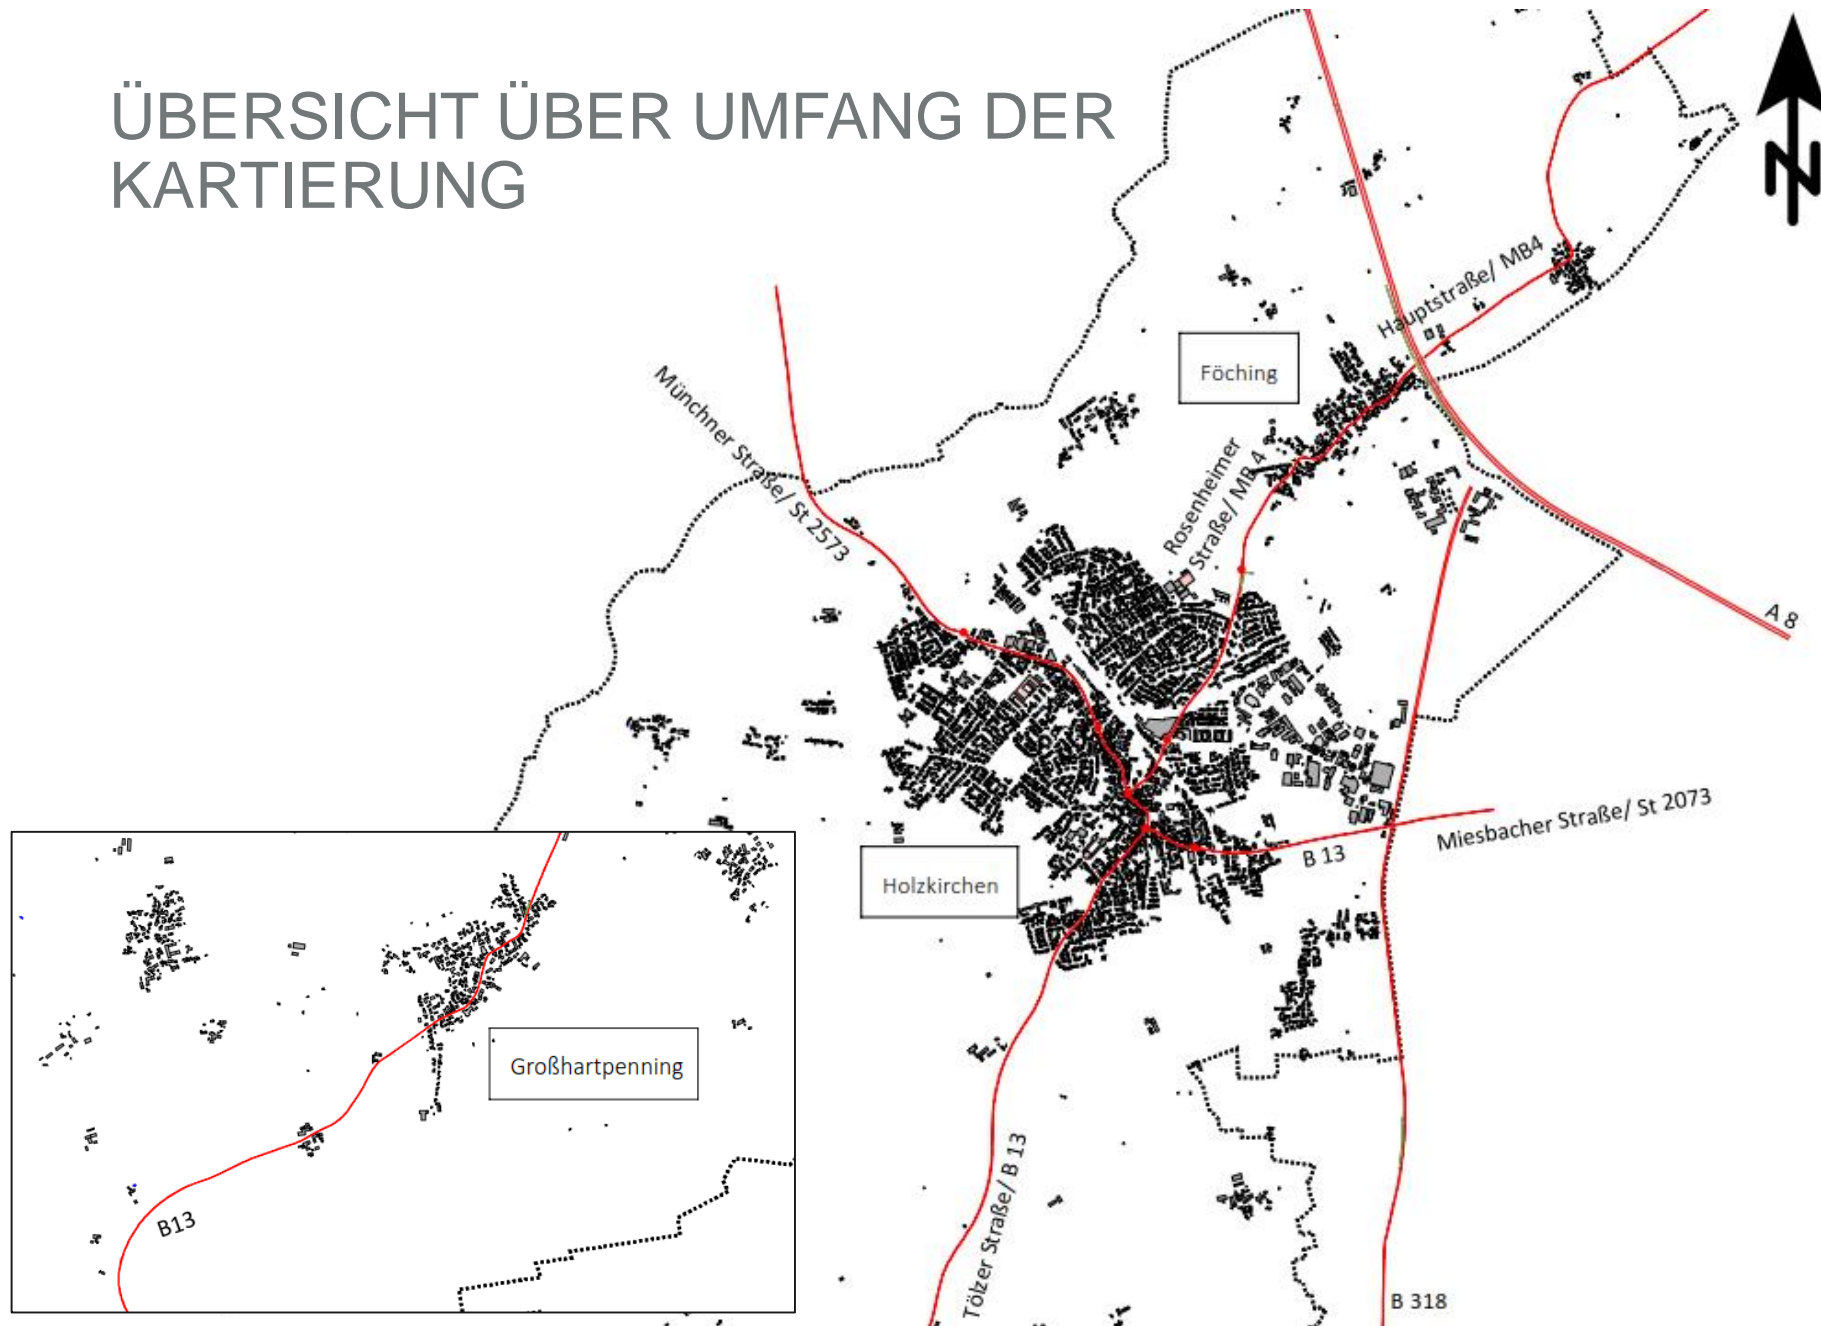 ÜBERSICHT ÜBER UMFANG DER
KARTIERUNG
N
Hauptstraße/ MB4
Föching
Münchner Straße/ St 2573
Rosenheimer
Straße/ MB 4
A 8
Miesbacher Straße/ St 2073
B 13
Holzkirchen
Großhartpenning
B13
Tölzer Straße/ B 13
B 318